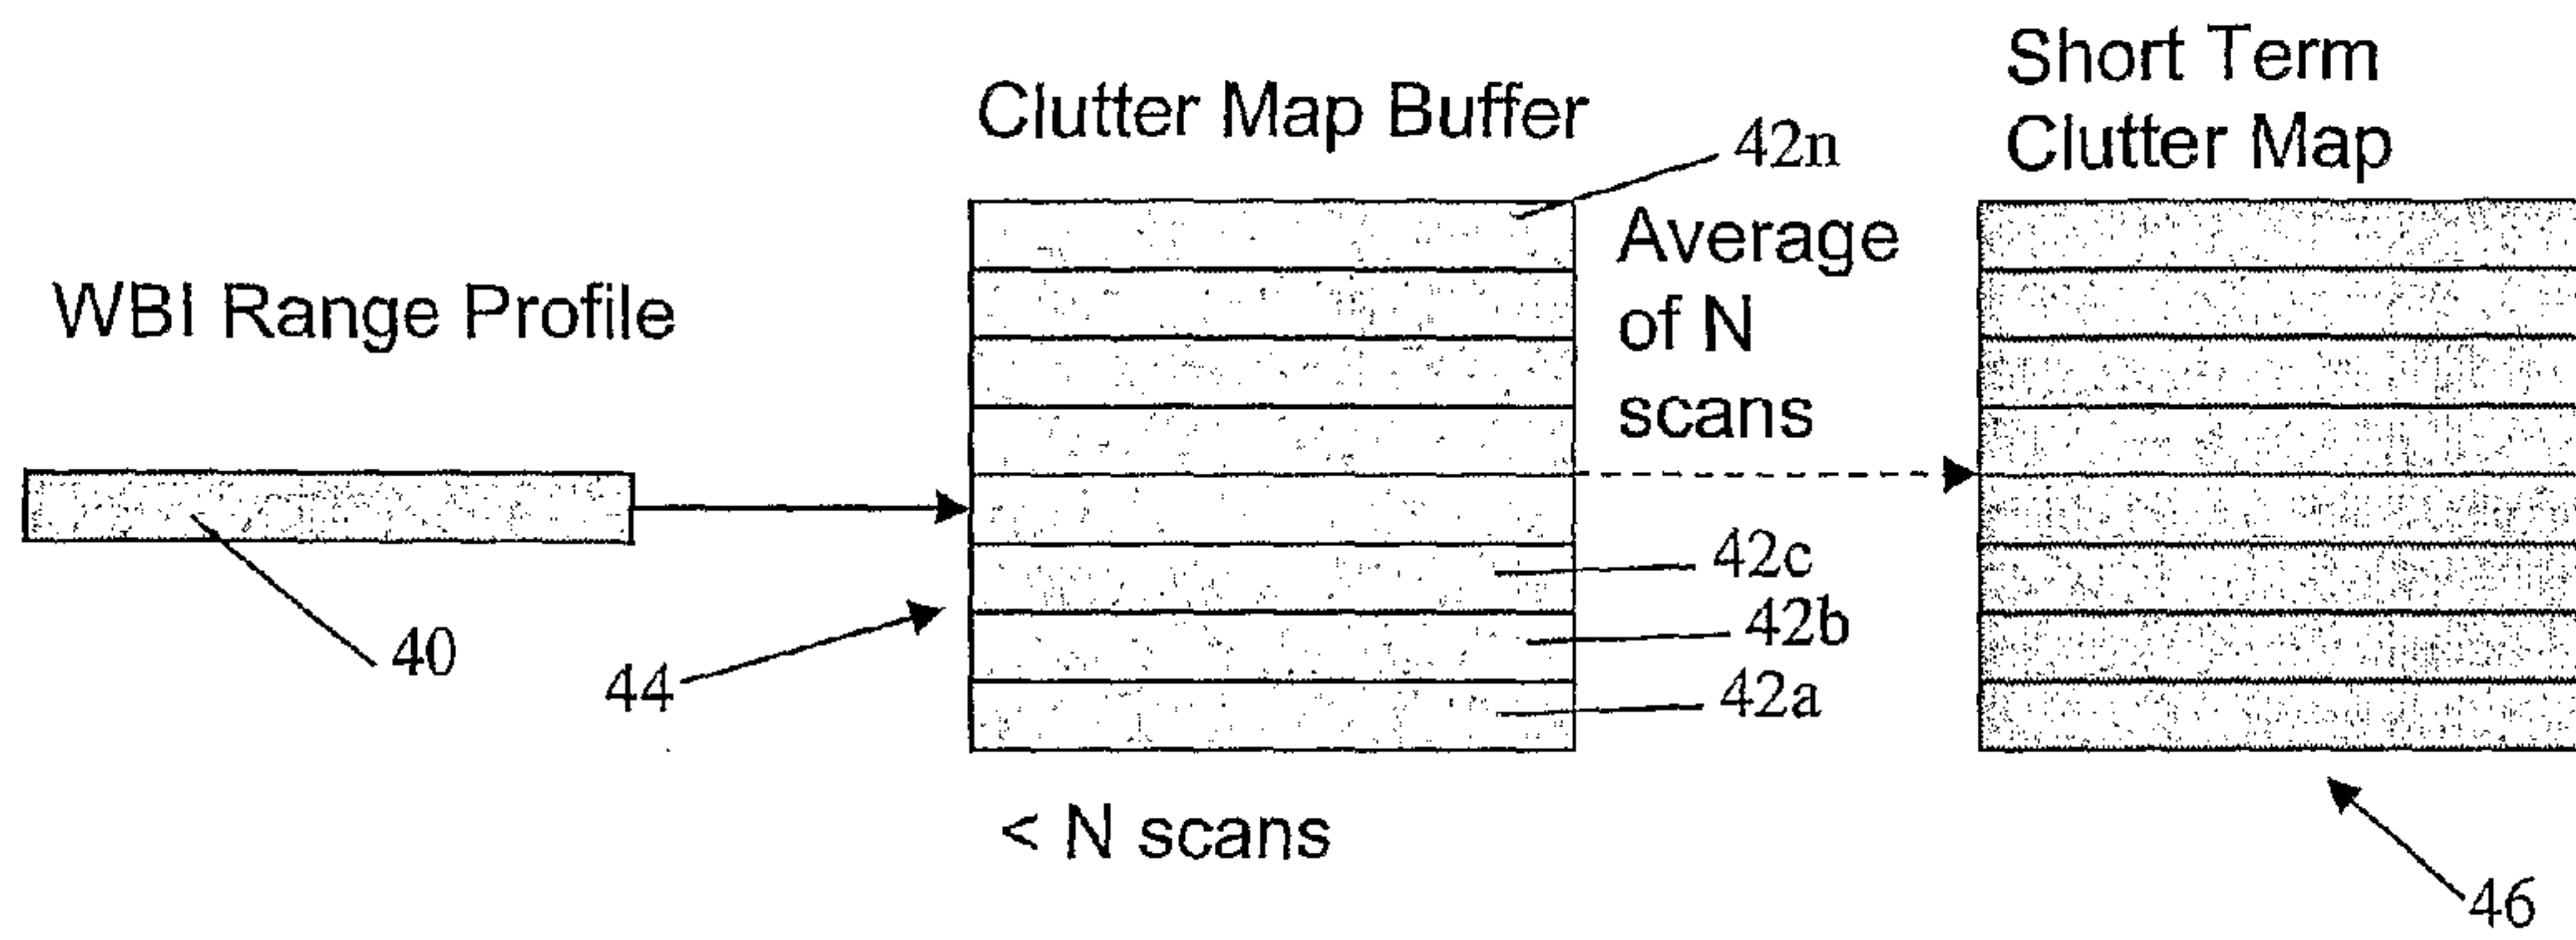 WBI Range Profile
40
44
Clutter Map Buffer
42n
42c
42b
42a
< N scans
Average
of N
scans
Short Term
Clutter Map
46